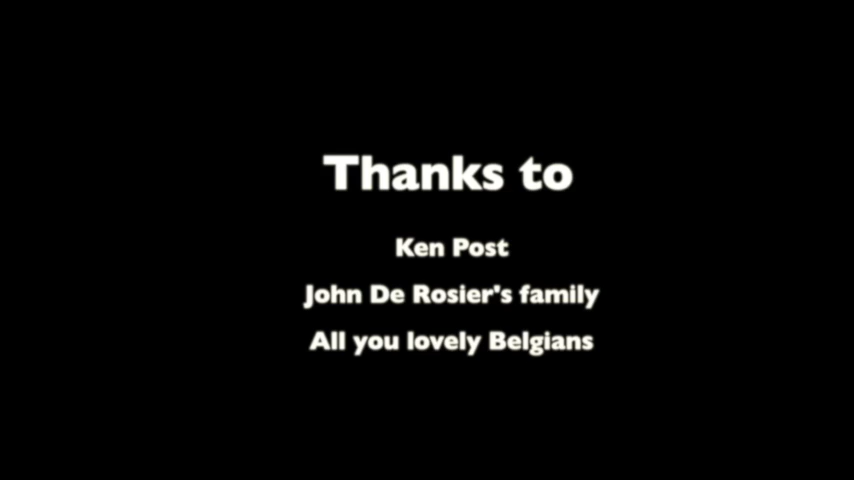 Thanks to
Ken Post
John De Rosier's family
All you lovely Belgians